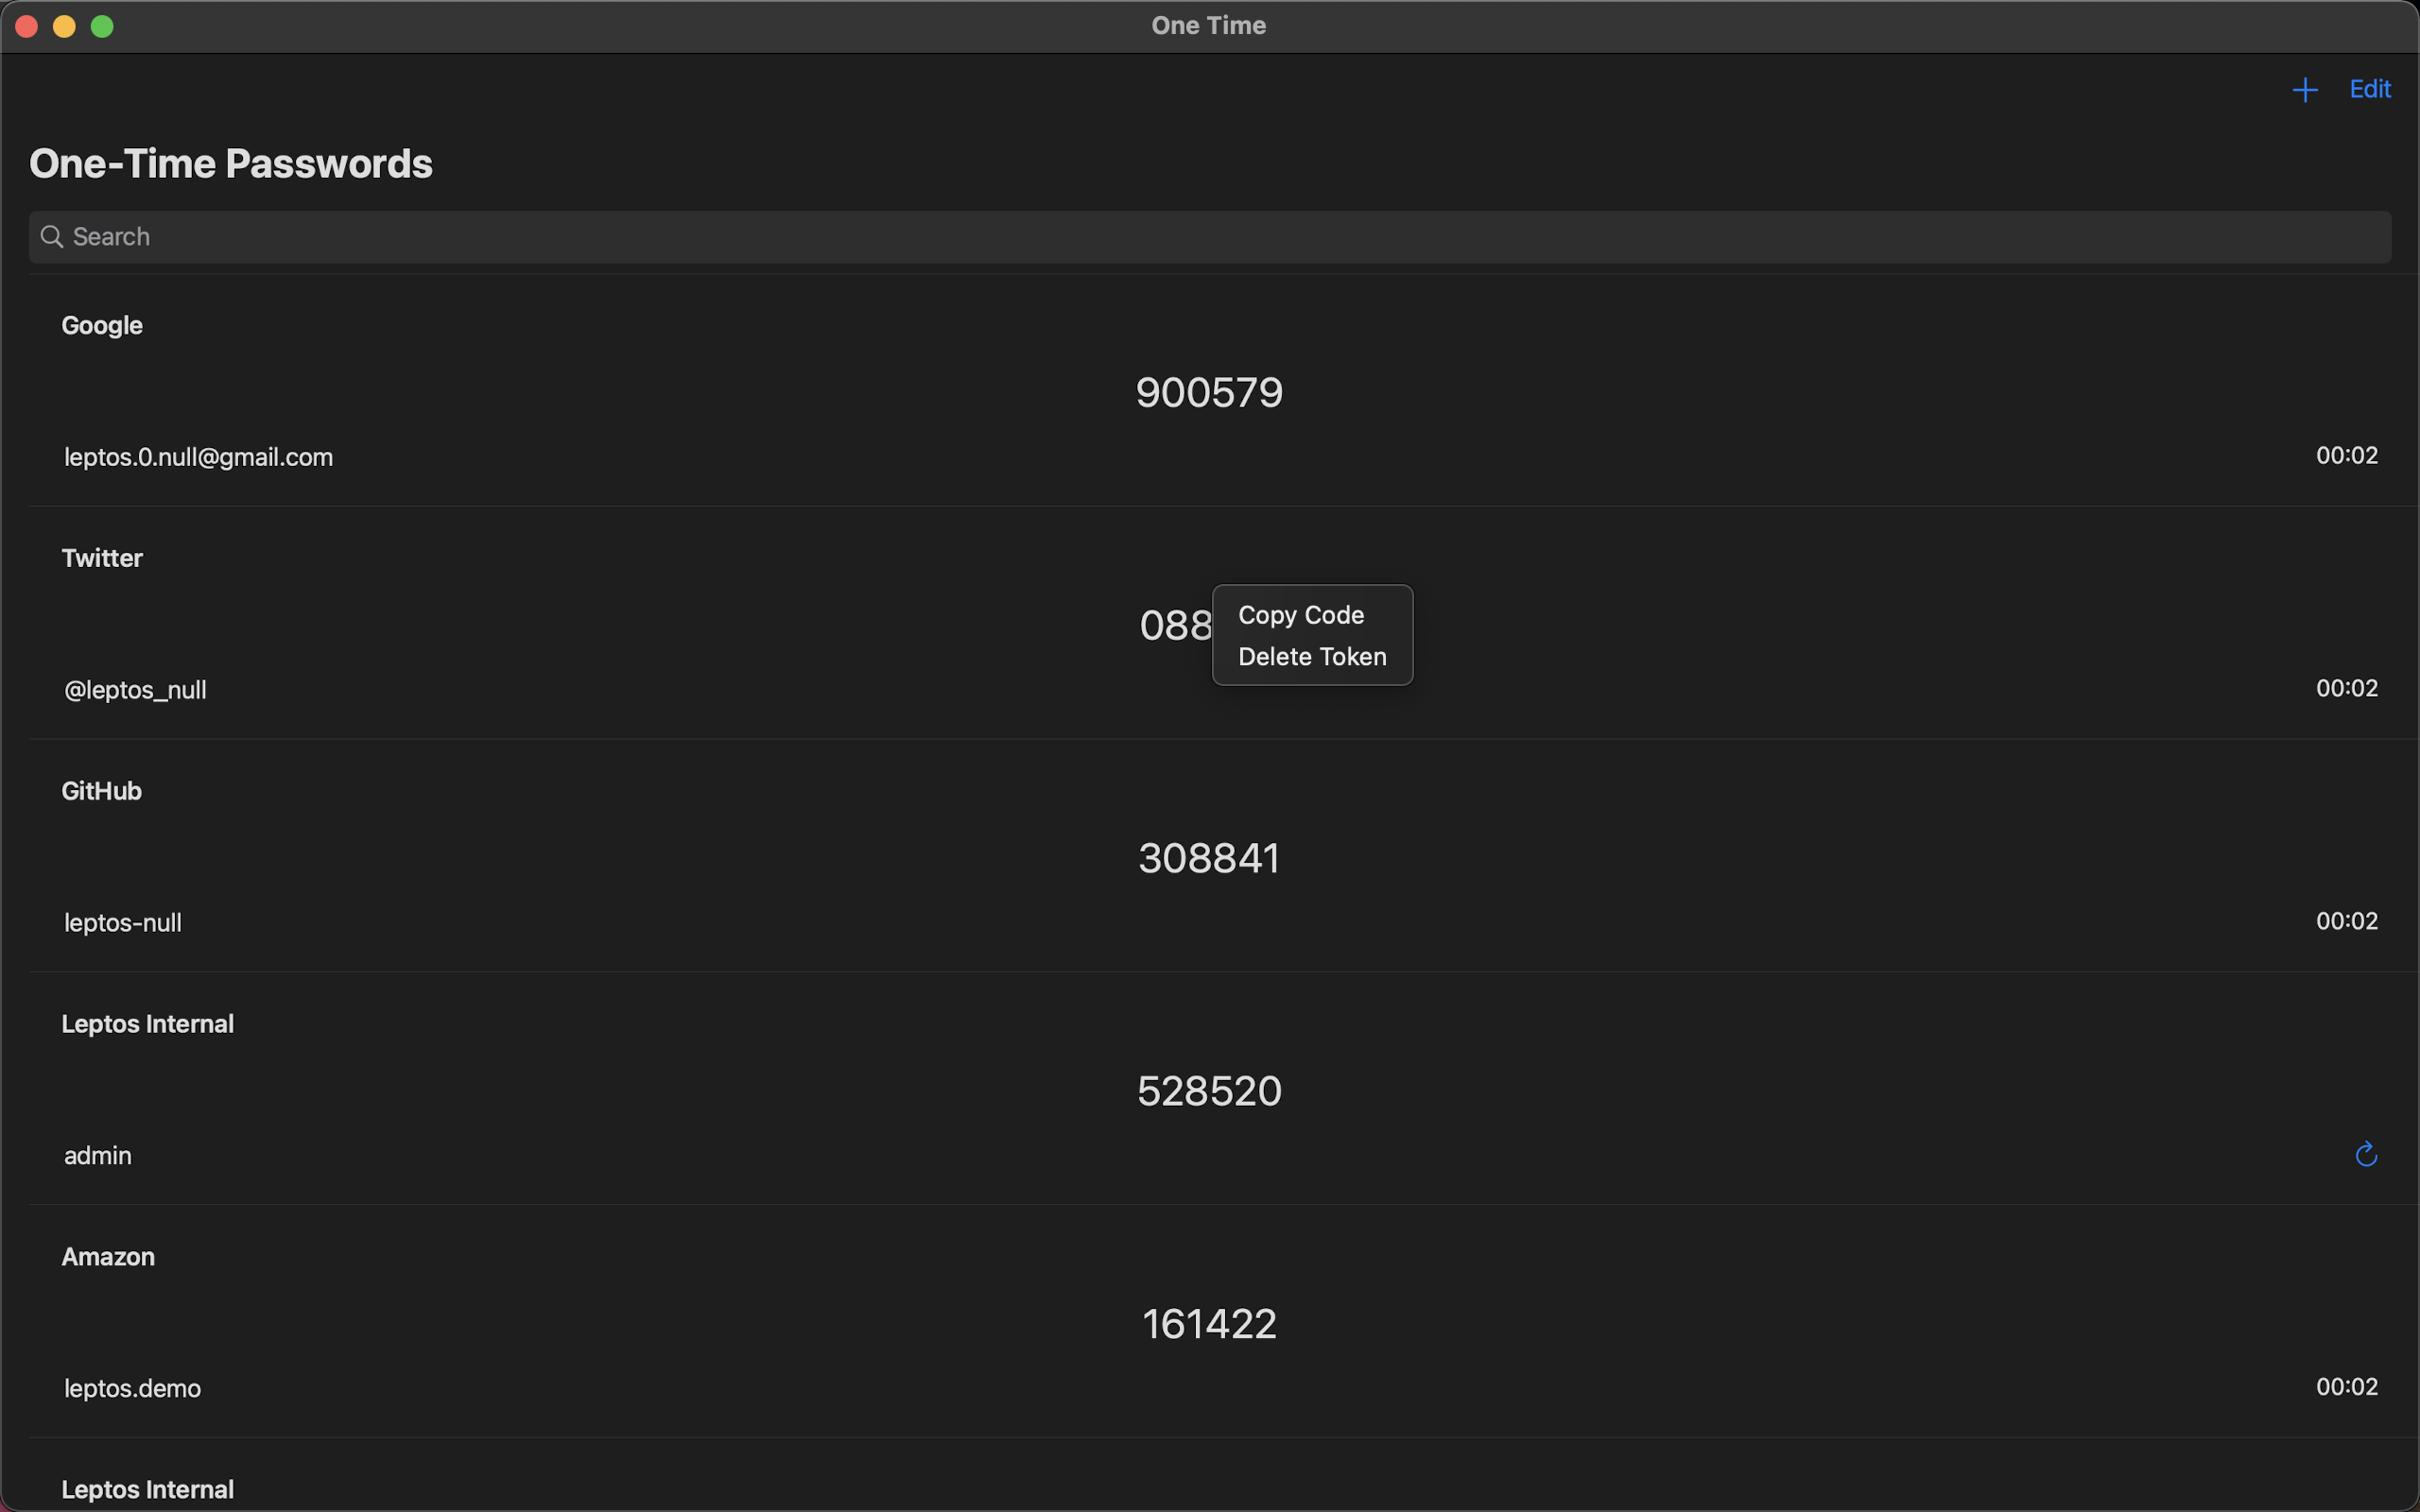 One Time
Edit
One-Time Passwords
Search
Google
900579
leptos.0.null@gmail.com
00:02
Twitter
088
Copy Code
Delete Token
@leptos_null
00:02
GitHub
308841
leptos-null
00:02
Leptos Internal
528520
admin
Amazon
161422
leptos.demo
00:02
Leptos Internal